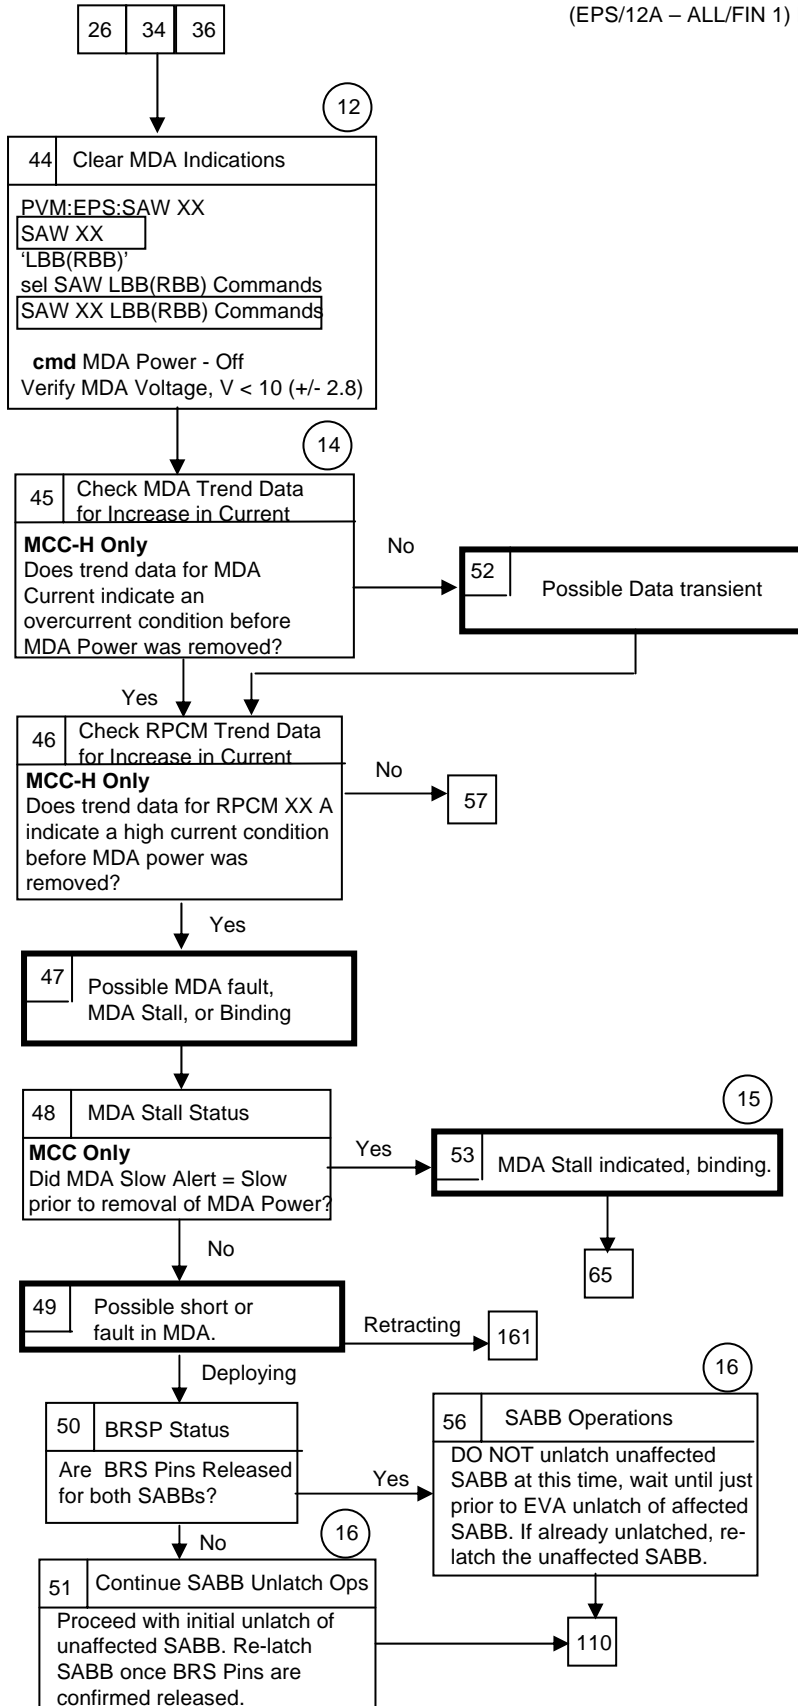 (EPS/12A – ALL/FIN 1)
26 34 36
12
44 Clear MDA Indications
PVM:EPS:SAW XX
SAW XX
‘LBB(RBB)’
sel SAW LBB(RBB) Commands
SAW XX LBB(RBB) Commands
cmd MDA Power - Off
Verify MDA Voltage, V < 10 (+/- 2.8)
14
45 Check MDA Trend Data
for Increase in Current
MCC-H Only
Does trend data for MDA
Current indicate an
overcurrent condition before
MDA Power was removed?
No
52 Possible Data transient
Yes
46 Check RPCM Trend Data
for Increase in Current
MCC-H Only
Does trend data for RPCM XX A
indicate a high current condition
before MDA power was
removed?
No
57
Yes
47 Possible MDA fault,
MDA Stall, or Binding
48 MDA Stall Status
MCC Only
Did MDA Slow Alert = Slow
prior to removal of MDA Power?
Yes
15
53 MDA Stall indicated, binding.
65
No
49 Possible short or
fault in MDA.
Retracting
161
Deploying
50 BRSP Status
Are BRS Pins Released
for both SABBs?
Yes
16
56 SABB Operations
DO NOT unlatch unaffected
SABB at this time, wait until just
prior to EVA unlatch of affected
SABB. If already unlatched, re-
latch the unaffected SABB.
No
16
51 Continue SABB Unlatch Ops
Proceed with initial unlatch of
unaffected SABB. Re-latch
SABB once BRS Pins are
confirmed released.
110